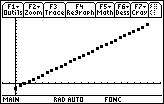 F1▾ F2▾ F3 F4 F5▾ F6▾ F7▾
Tools Zoom Trace ReGraph Math Draw
MAIN RAD AUTO FUNC